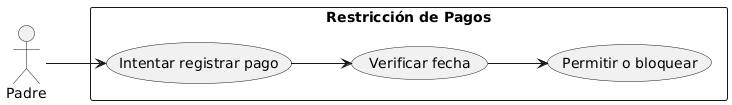 Restricción de Pagos
Padre
Intentar registrar pago
Verificar fecha
Permitir o bloquear